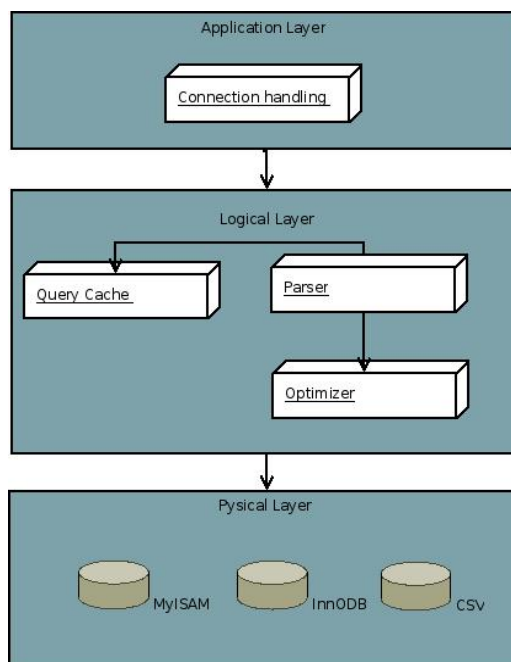 Application Layer
Connection handling
Logical Layer
Query Cache
Parser
Optimizer
Pysical Layer
MyISAM
InnODB
CSV